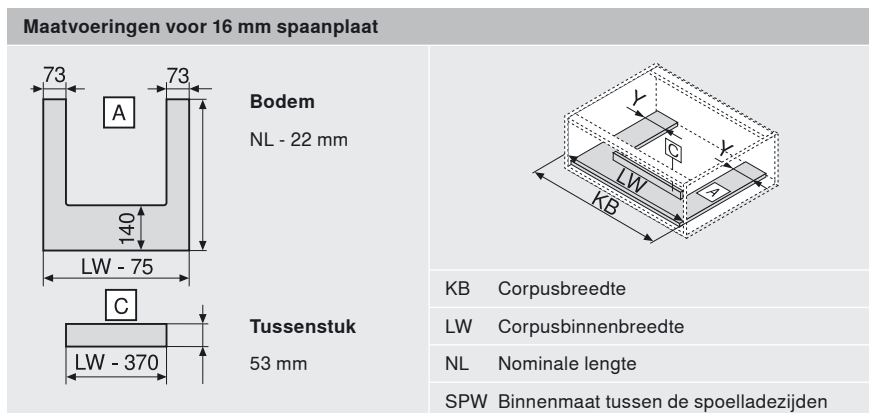 Maatvoeringen voor 16 mm spaanplaat
73 73
A
Bodem
NL - 22 mm
140
LW - 75
C
Tussenstuk
LW - 370
53 mm
Y
C
Y
LW
A
KB
KB Corpusbreedte
LW Corpusbinnenbreedte
NL Nominale lengte
SPW Binnenmaat tussen de spoelladezijden